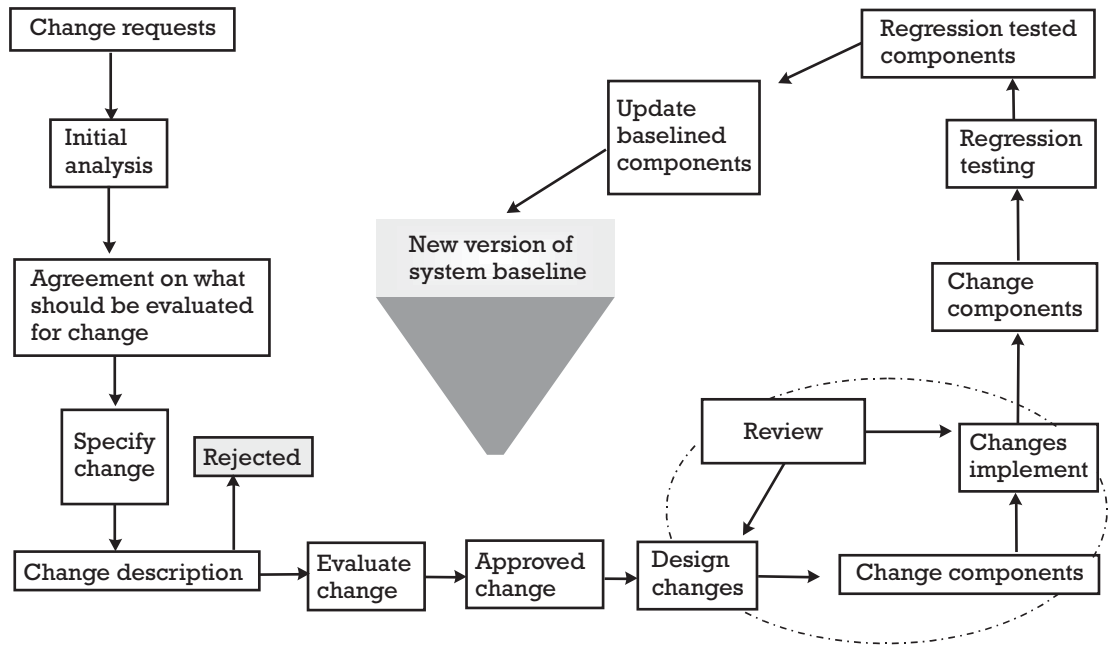 Change requests
Initial
analysis
Agreement on what
should be evaluated
for change
Specify
change
Rejected
Change description
Evaluate
change
Approved
change
Design
changes
Review
Change components
Changes
implement
Change
components
Regression
testing
Regression tested
components
Update
baselined
components
New version of
system baseline